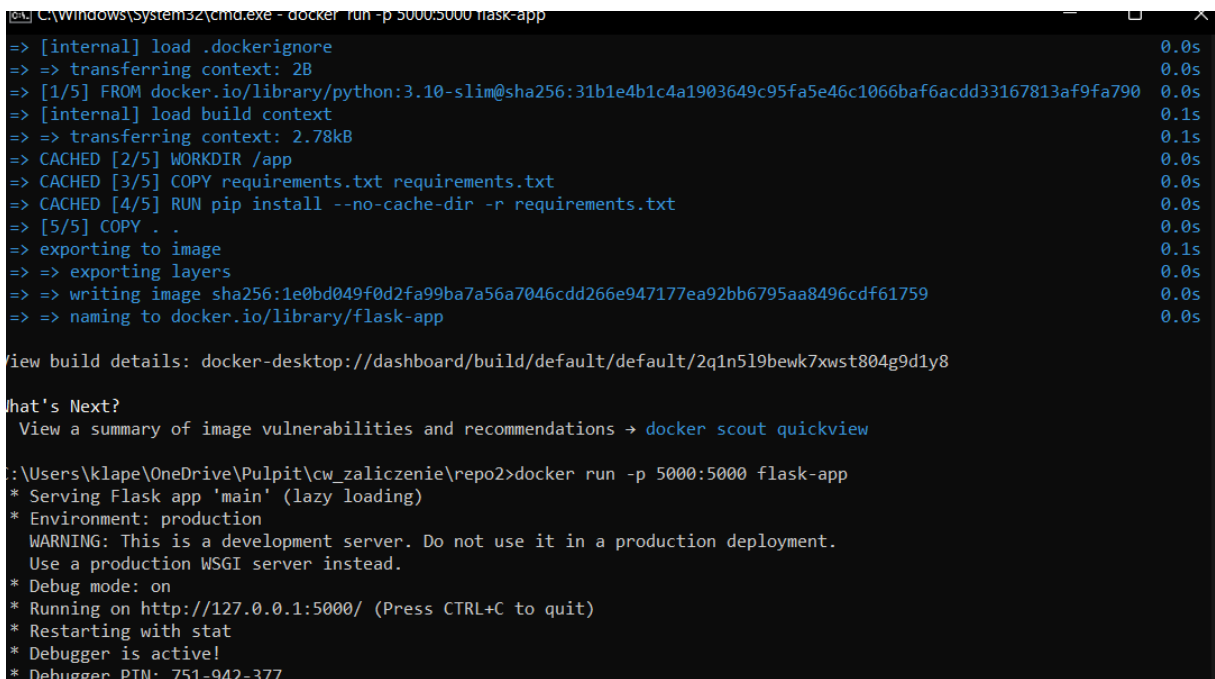 C:\Windows\System32\cmd.exe - docker run -p 5000:5000 flask-app
=> [internal] load .dockerignore 0.0s
=> => transferring context: 2B 0.0s
=> [1/5] FROM docker.io/library/python:3.10-slim@sha256:31b1e4b1c4a1903649c95fa5e46c1066baf6acdd33167813af9fa790 0.0s
=> [internal] load build context 0.1s
=> => transferring context: 2.78kB 0.1s
=> CACHED [2/5] WORKDIR /app 0.0s
=> CACHED [3/5] COPY requirements.txt requirements.txt 0.0s
=> CACHED [4/5] RUN pip install --no-cache-dir -r requirements.txt 0.0s
=> [5/5] COPY . . 0.0s
=> exporting to image 0.1s
=> => exporting layers 0.0s
=> => writing image sha256:1e0bd049f0d2fa99ba7a56a7046cdd266e947177ea92bb6795aa8496cdf61759 0.0s
=> => naming to docker.io/library/flask-app 0.0s
View build details: docker-desktop://dashboard/build/default/default/2q1n5l9bewk7xwst804g9d1y8
What's Next?
View a summary of image vulnerabilities and recommendations → docker scout quickview
C:\Users\klape\OneDrive\Pulpit\cw_zaliczenie\repo2>docker run -p 5000:5000 flask-app
* Serving Flask app 'main' (lazy loading)
* Environment: production
WARNING: This is a development server. Do not use it in a production deployment.
Use a production WSGI server instead.
* Debug mode: on
* Running on http://127.0.0.1:5000/ (Press CTRL+C to quit)
* Restarting with stat
* Debugger is active!
* Debugger PIN: 751-942-377